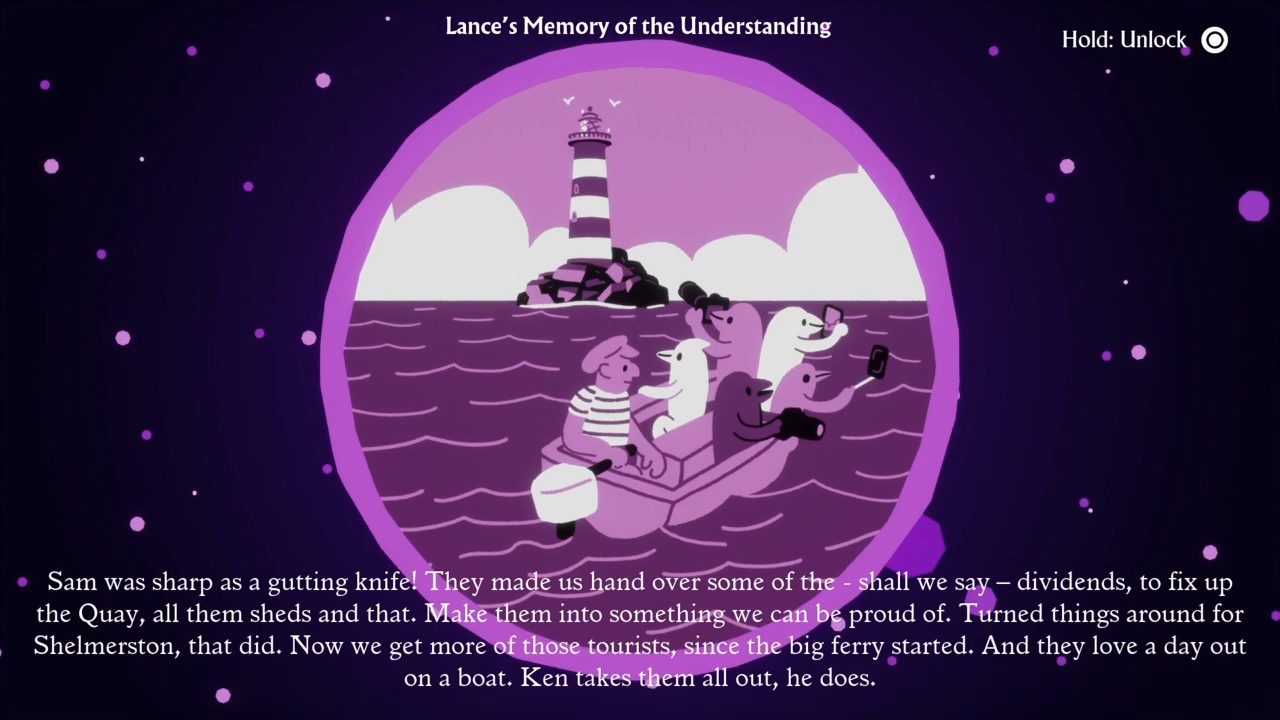 Lance's Memory of the Understanding
Hold: Unlock
Sam was sharp as a gutting knife! They made us hand over some of the - shall we say – dividends, to fix up
the Quay, all them sheds and that. Make them into something we can be proud of. Turned things around for
Shelmerston, that did. Now we get more of those tourists, since the big ferry started. And they love a day out
on a boat. Ken takes them all out, he does.